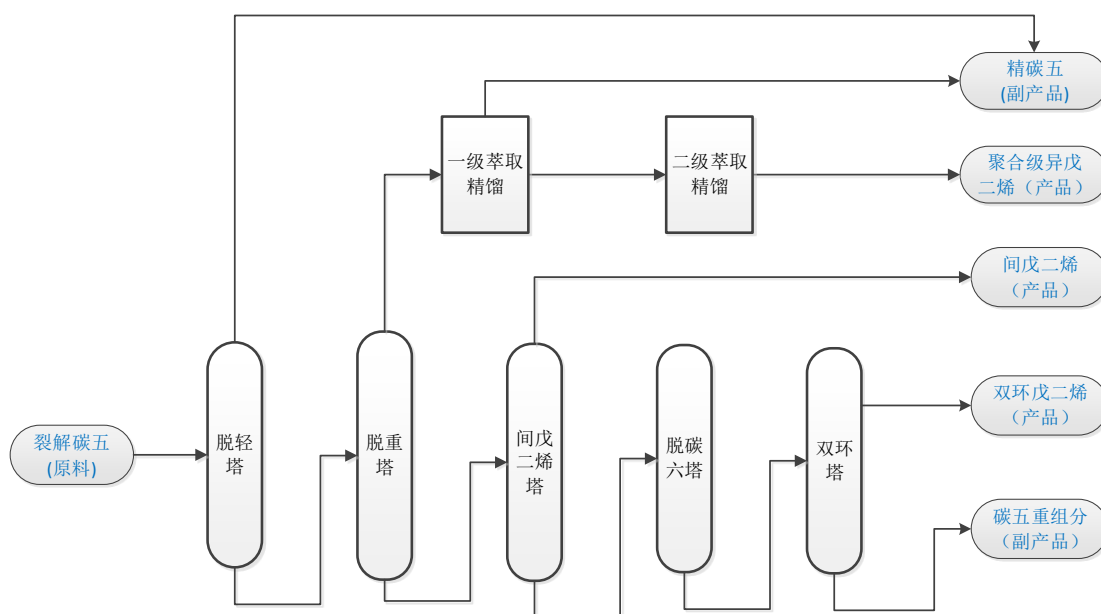 精碳五
(副产品)
一级萃取
精馏
二级萃取
精馏
聚合级异戊
二烯（产品）
间戊二烯
（产品）
裂解碳五
(原料)
脱轻
塔
脱重
塔
间戊
二烯
塔
脱碳
六塔
双环
塔
双环戊二烯
（产品）
碳五重组分
（副产品）